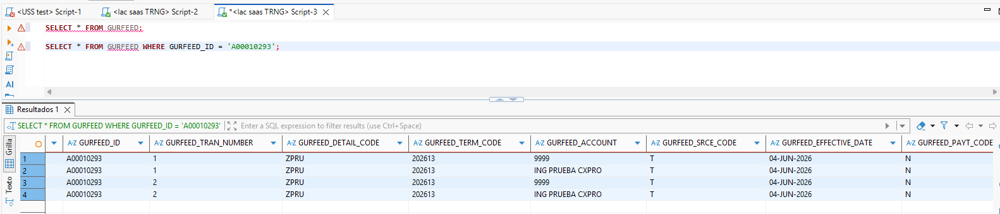 <USS test> Script-1 <lac saas TRNG> Script-2 *<lac saas TRNG> Script-3
SELECT * FROM GURFEED;
SELECT * FROM GURFEED WHERE GURFEED_ID = 'A00010293';
AI
Resultados 1
SELECT * FROM GURFEED WHERE GURFEED_ID = 'A00010293' Enter a SQL expression to filter results (use Ctrl+Space)
Grilla
Texto
A-Z GURFEED_ID A-Z GURFEED_TRAN_NUMBER A-Z GURFEED_DETAIL_CODE A-Z GURFEED_TERM_CODE A-Z GURFEED_ACCOUNT A-Z GURFEED_SRCE_CODE A-Z GURFEED_EFFECTIVE_DATE A-Z GURFEED_PAYT_CODE
1 A00010293 1 ZPRU 202613 9999 T 04-JUN-2026 N
2 A00010293 1 ZPRU 202613 ING PRUEBA CXPRO T 04-JUN-2026 N
3 A00010293 2 ZPRU 202613 9999 T 04-JUN-2026 N
4 A00010293 2 ZPRU 202613 ING PRUEBA CXPRO T 04-JUN-2026 N